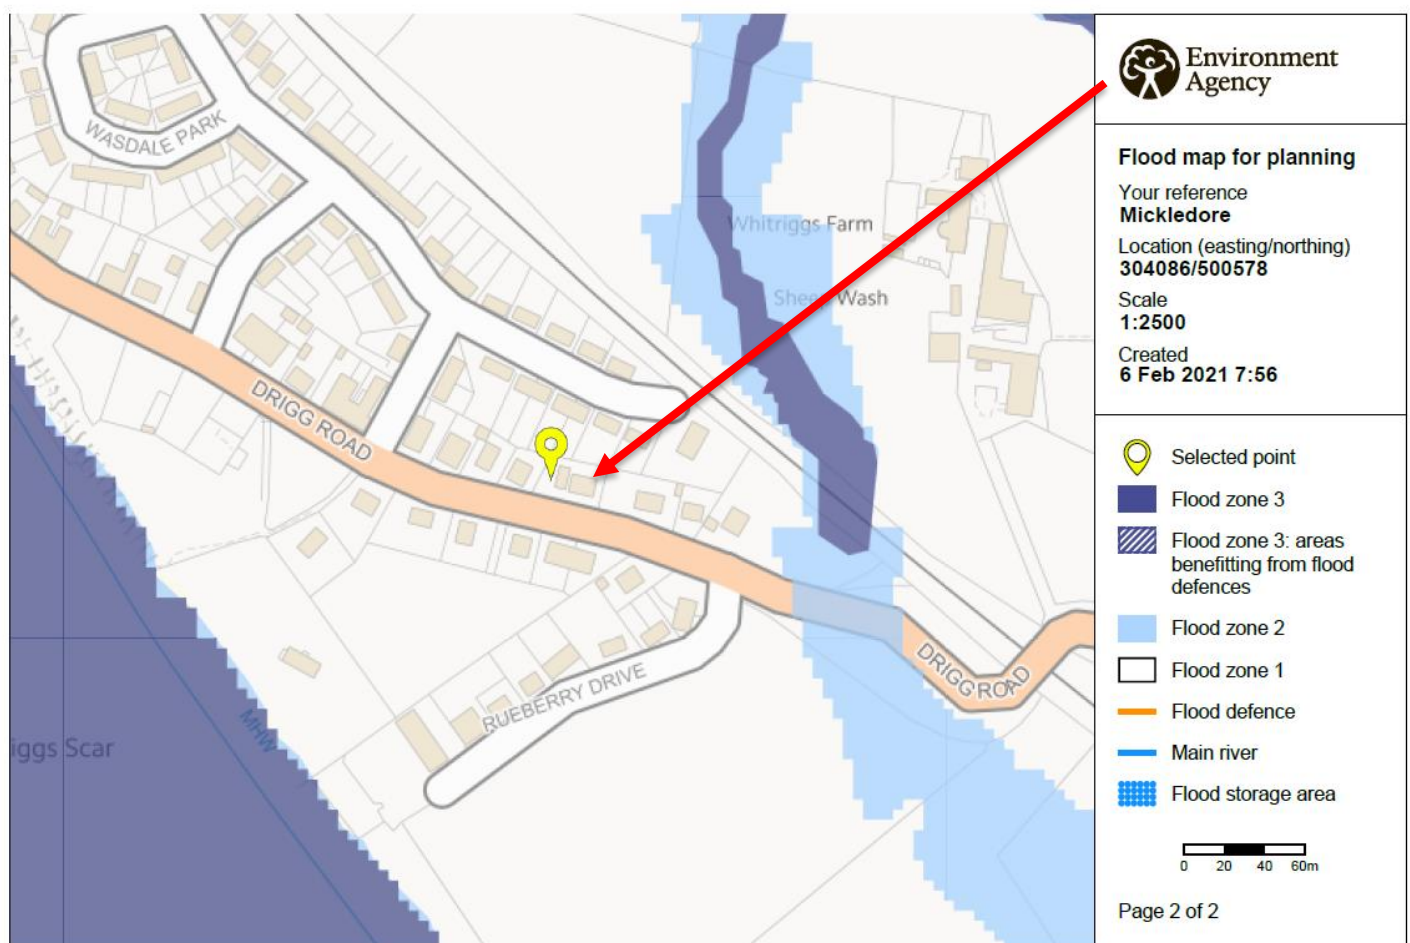 WASDALE PARK
Whitriggs Farm
Sheep Wash
DRIGG ROAD
DRIGG ROAD
RUEBERRY DRIVE
MHW
iggs Scar
Environment
Agency
Flood map for planning
Your reference
Mickledore
Location (easting/northing)
304086/500578
Scale
1:2500
Created
6 Feb 2021 7:56
Selected point
Flood zone 3
Flood zone 3: areas
benefitting from flood
defences
Flood zone 2
Flood zone 1
Flood defence
Main river
Flood storage area
0 20 40 60m
Page 2 of 2